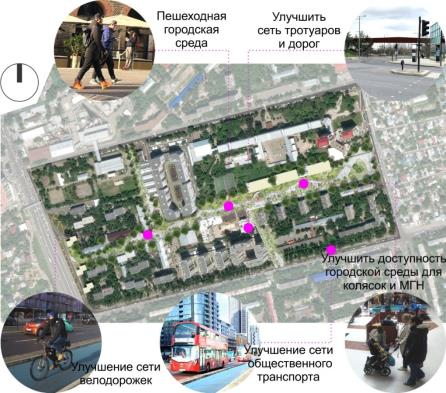 Пешеходная
городская
среда
Улучшить
сеть тротуаров
и дорог
Улучшить доступность
городской среды для
колясок и МГН
Улучшение сети
велодорожек
Улучшение сети
общественного
транспорта